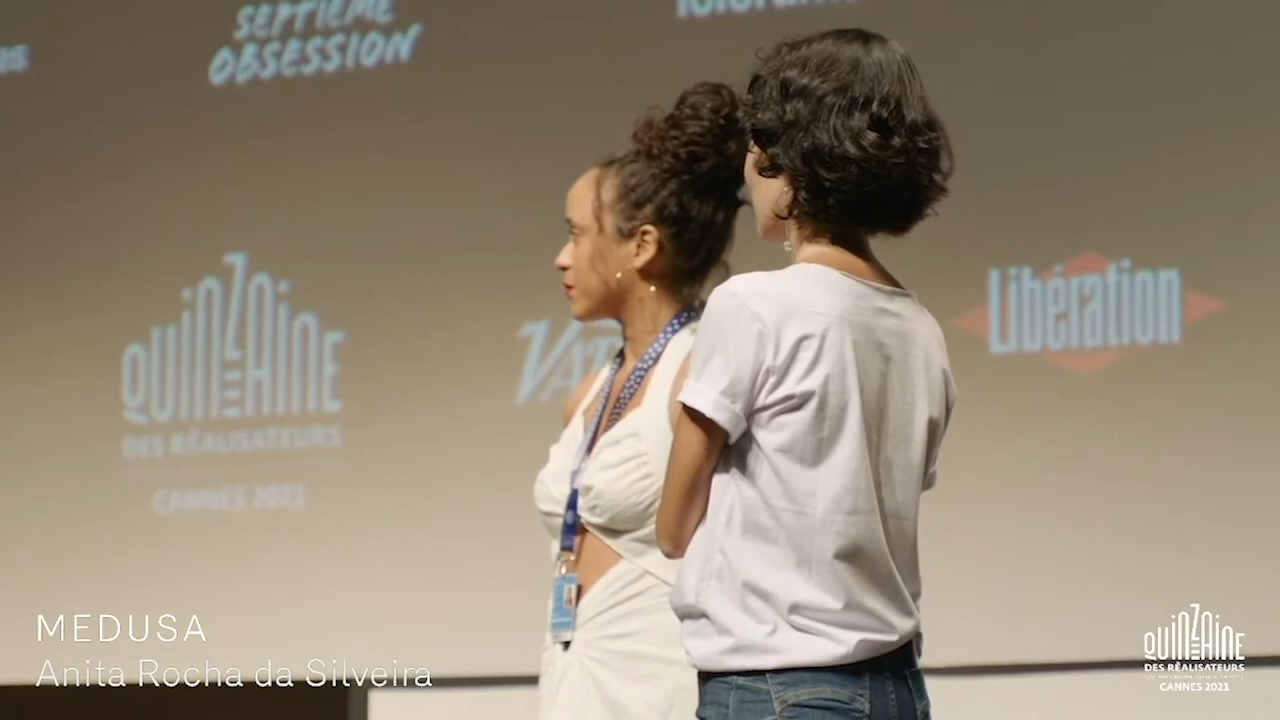 SEPTIÈME
OBSESSION
QUINZAINE
DES RÉALISATEURS
CANNES 2021
Libération
MEDUSA
Anita Rocha da Silveira
QUINZAINE
DES RÉALISATEURS
CANNES 2021